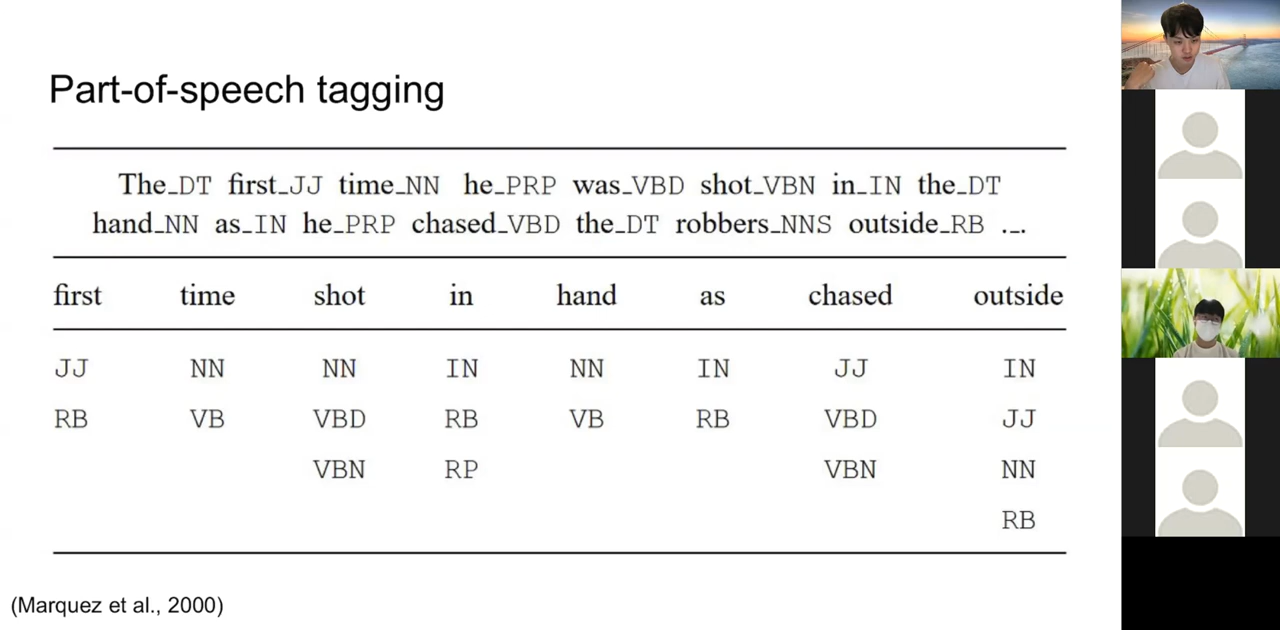 Part-of-speech tagging
The_DT first_JJ time_NN he_PRP was_VBD shot_VBN in_IN the_DT
hand_NN as_IN he_PRP chased_VBD the_DT robbers_NNS outside_RB ._.
first time shot in hand as chased outside
JJ NN NN IN NN IN JJ IN
RB VB VBD RB VB RB VBD JJ
VBN RP VBN NN
RB
(Marquez et al., 2000)